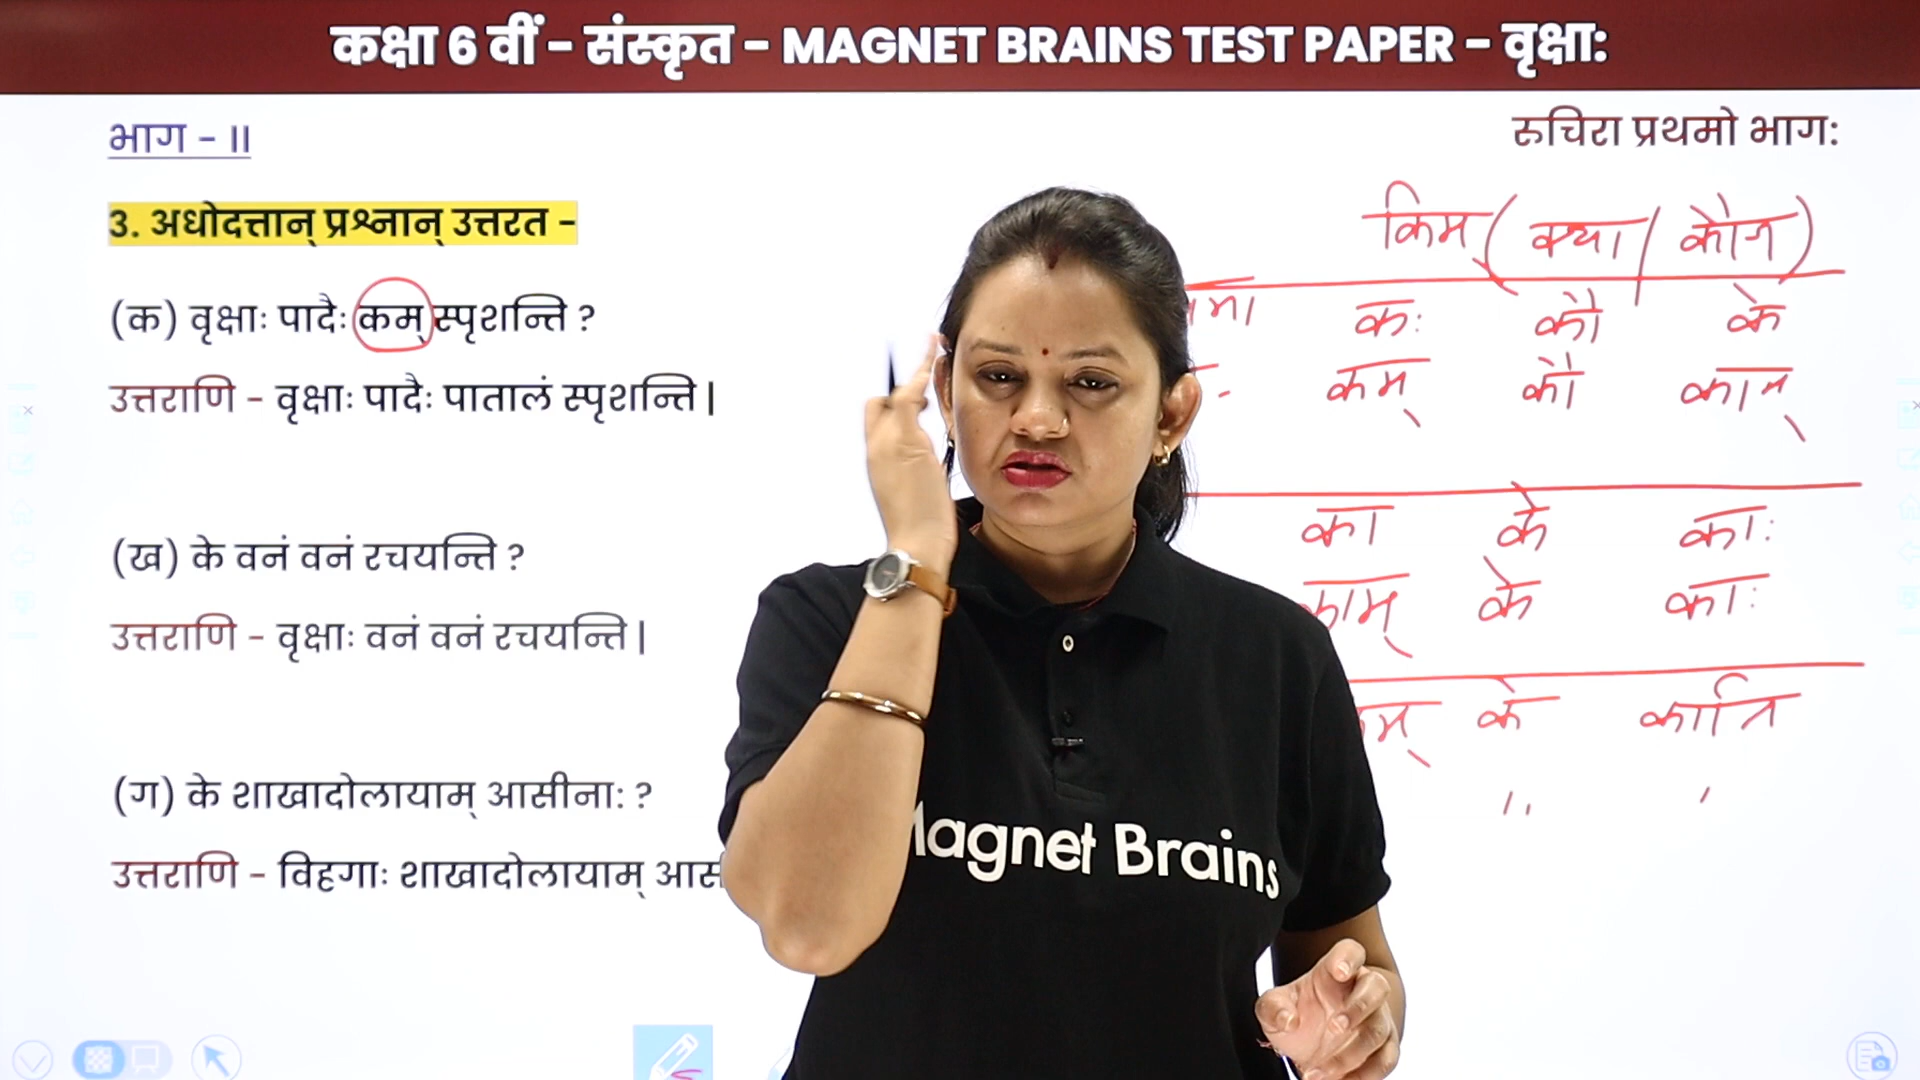 कक्षा 6 वीं – संस्कृत – MAGNET BRAINS TEST PAPER – वृक्षा:
भाग – II
रुचिरा प्रथमो भाग:
3. अधोदत्तान् प्रश्नान् उत्तरत –
(क) वृक्षाः पादैः कम् स्पृशन्ति ?
उत्तराणि – वृक्षाः पादैः पातालं स्पृशन्ति |
(ख) के वनं वनं रचयन्ति ?
उत्तराणि – वृक्षाः वनं वनं रचयन्ति |
(ग) के शाखादोलायाम् आसीना: ?
उत्तराणि – विहगाः शाखादोलायाम्
किम् (क्या / कौन)
कः कौ के
कम् कौ कान्
का के काः
काम् के काः
के कानि
" "
Magnet Brains